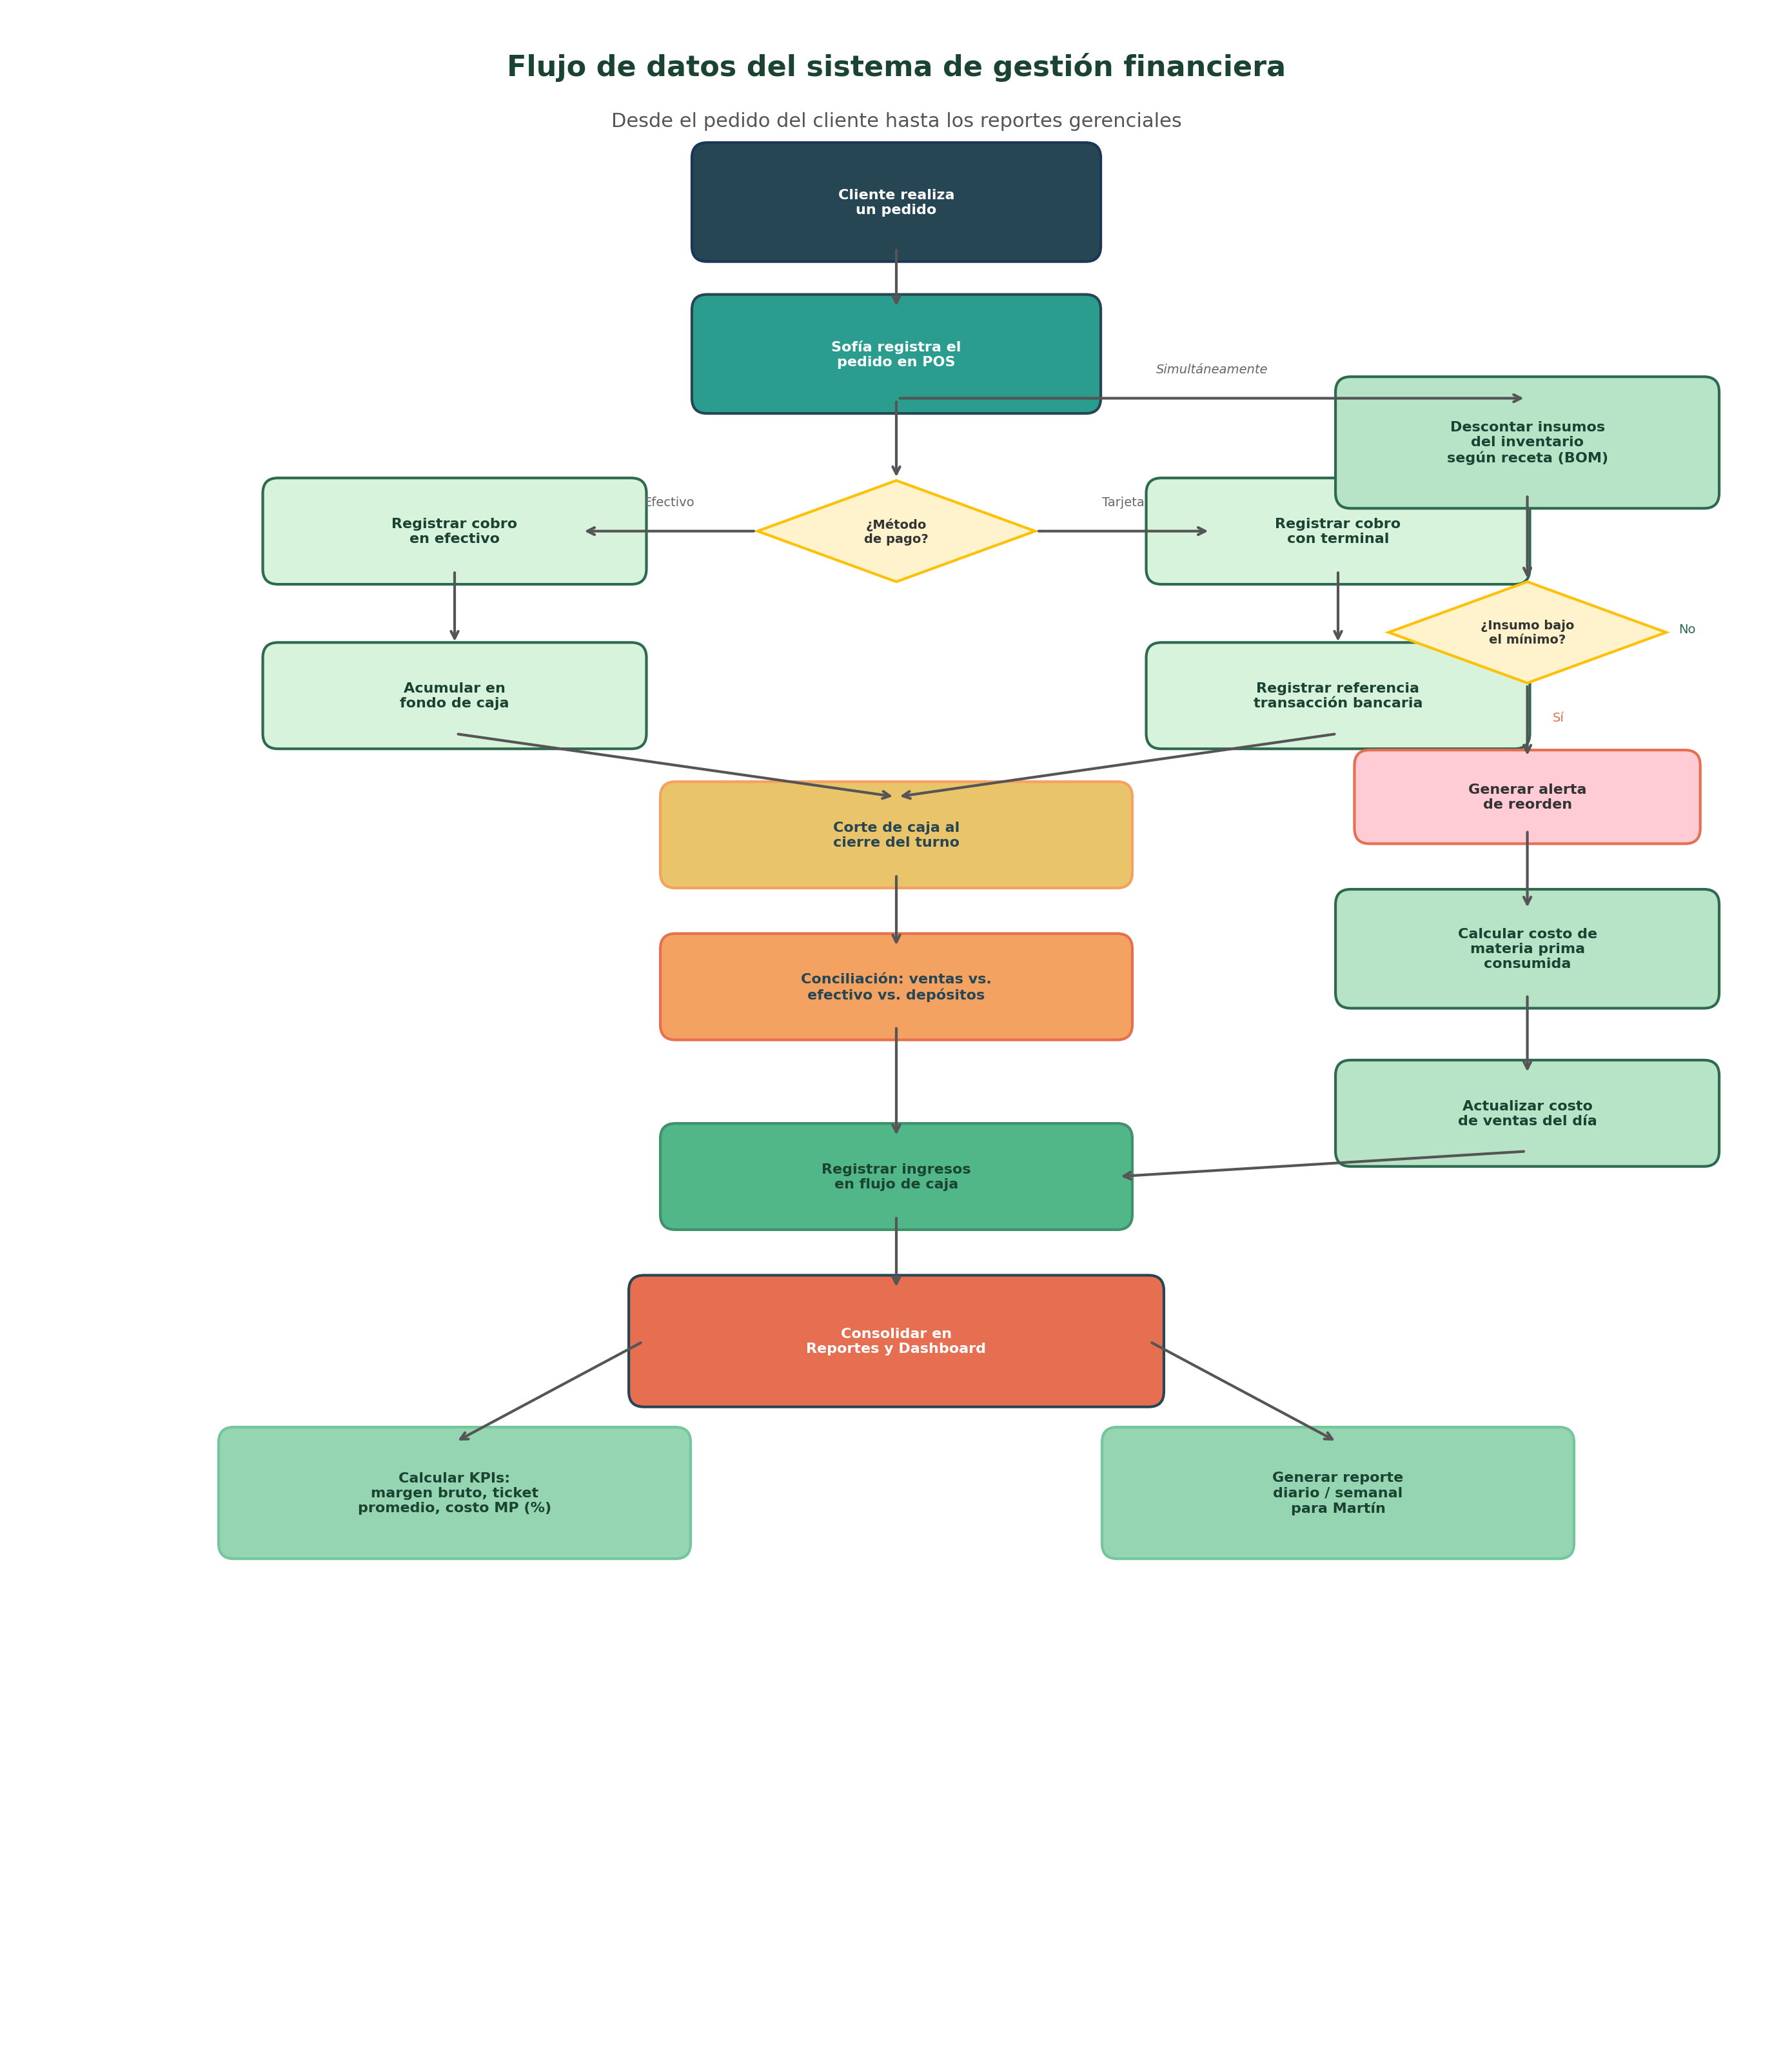 Flujo de datos del sistema de gestión financiera
Desde el pedido del cliente hasta los reportes gerenciales
Cliente realiza
un pedido
Sofía registra el
pedido en POS
Simultáneamente
Descontar insumos
del inventario
según receta (BOM)
Registrar cobro
en efectivo
Efectivo
¿Método
de pago?
Tarjeta
Registrar cobro
con terminal
¿Insumo bajo
el mínimo?
No
Acumular en
fondo de caja
Registrar referencia
transacción bancaria
Sí
Generar alerta
de reorden
Corte de caja al
cierre del turno
Calcular costo de
materia prima
consumida
Conciliación: ventas vs.
efectivo vs. depósitos
Actualizar costo
de ventas del día
Registrar ingresos
en flujo de caja
Consolidar en
Reportes y Dashboard
Calcular KPIs:
margen bruto, ticket
promedio, costo MP (%)
Generar reporte
diario / semanal
para Martín